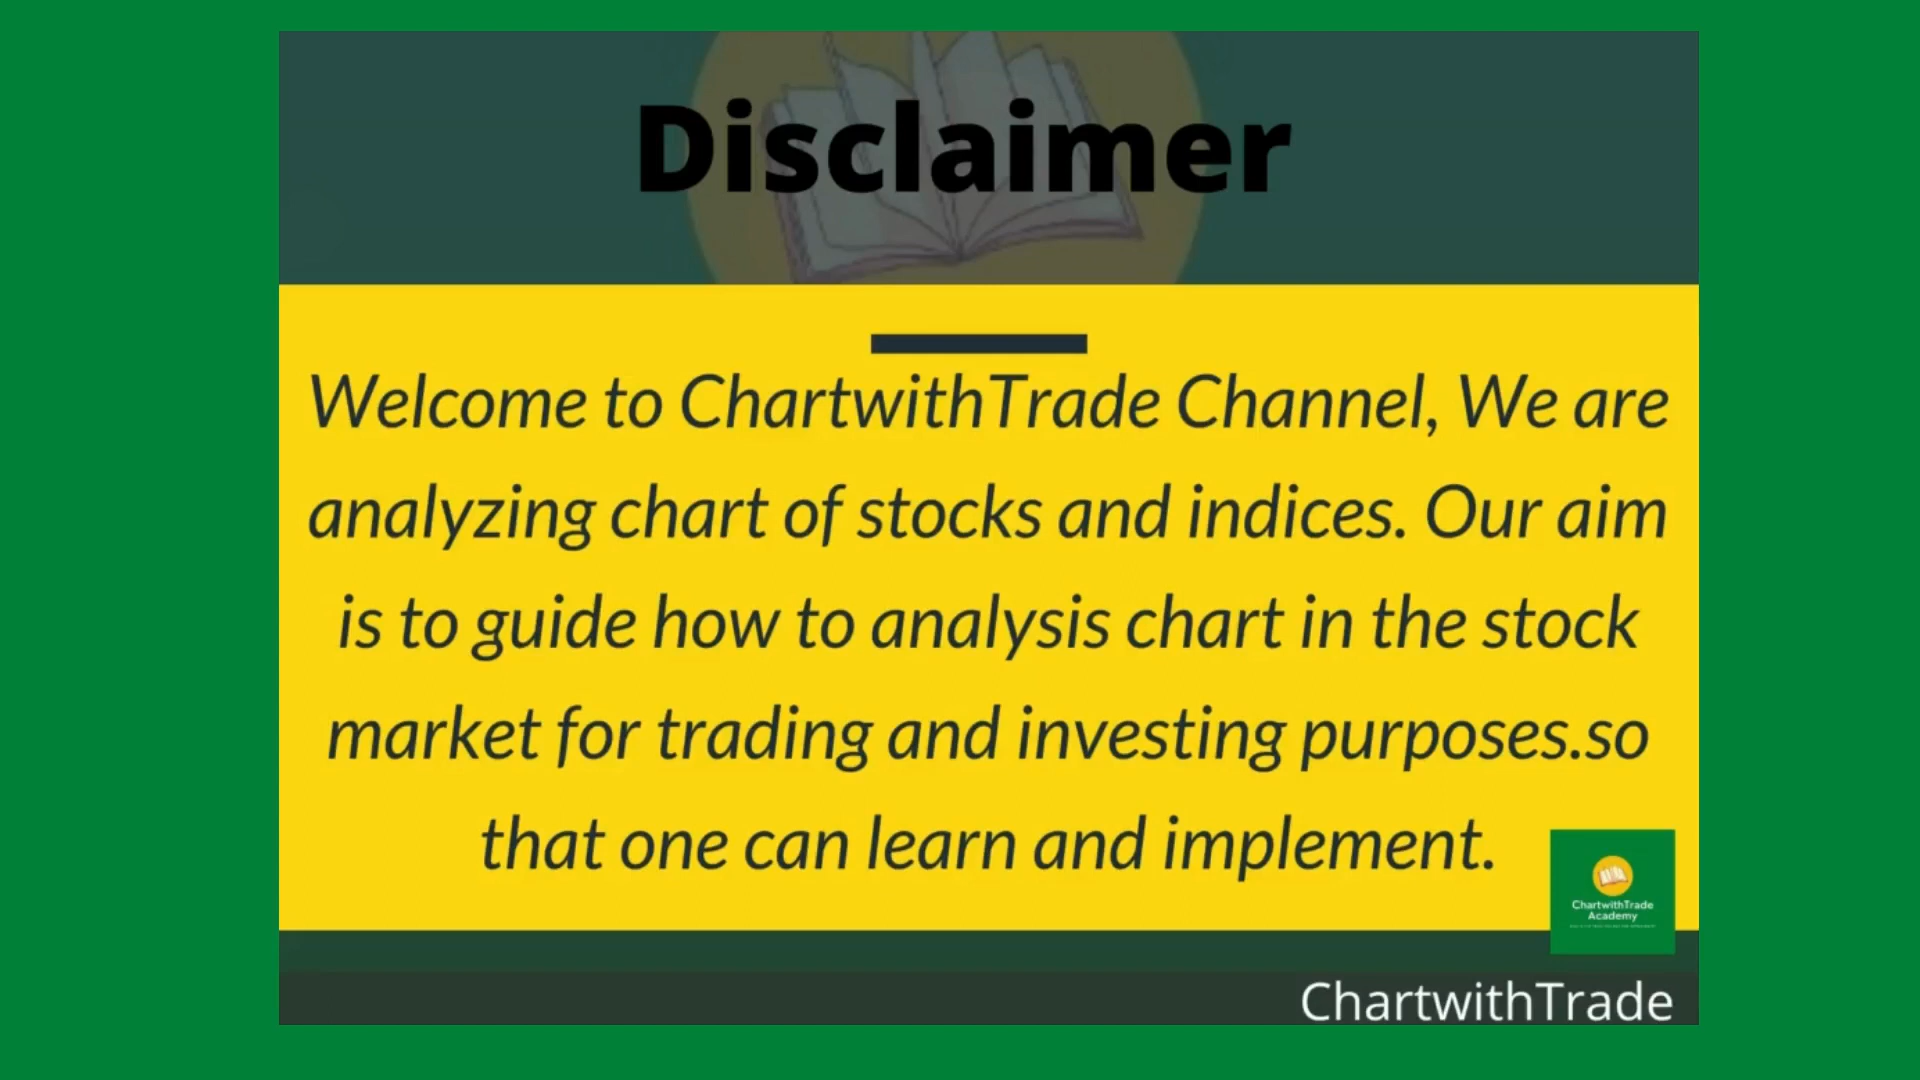 Disclaimer
Welcome to ChartwithTrade Channel, We are
analyzing chart of stocks and indices. Our aim
is to guide how to analysis chart in the stock
market for trading and investing purposes.so
that one can learn and implement.
ChartwithTrade
Academy
ChartwithTrade